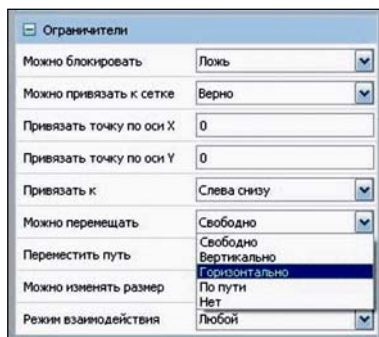 Ограничители
Можно блокировать Ложь
Можно привязать к сетке Верно
Привязать точку по оси X 0
Привязать точку по оси Y 0
Привязать к Слева снизу
Можно перемещать Свободно
Свободно
Переместить путь Вертикально
Горизонтально
Можно изменять размер По пути
Нет
Режим взаимодействия Любой